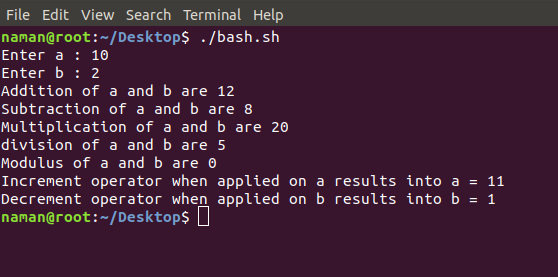 File Edit View Search Terminal Help
naman@root:~/Desktop$ ./bash.sh
Enter a : 10
Enter b : 2
Addition of a and b are 12
Subtraction of a and b are 8
Multiplication of a and b are 20
division of a and b are 5
Modulus of a and b are 0
Increment operator when applied on a results into a = 11
Decrement operator when applied on b results into b = 1
naman@root:~/Desktop$